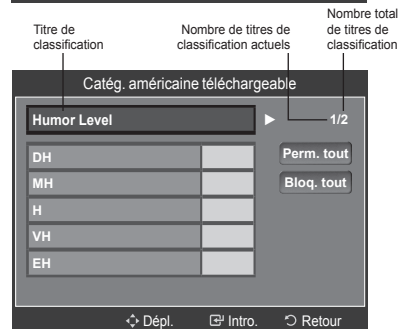 Titre de
classification
Nombre de titres de
classification actuels
Nombre total
de titres de
classification
Catég. américaine téléchargeable
Humor Level ► 1/2
DH
MH
H
VH
EH
Perm. tout
Bloq. tout
Dépl. Intro. Retour